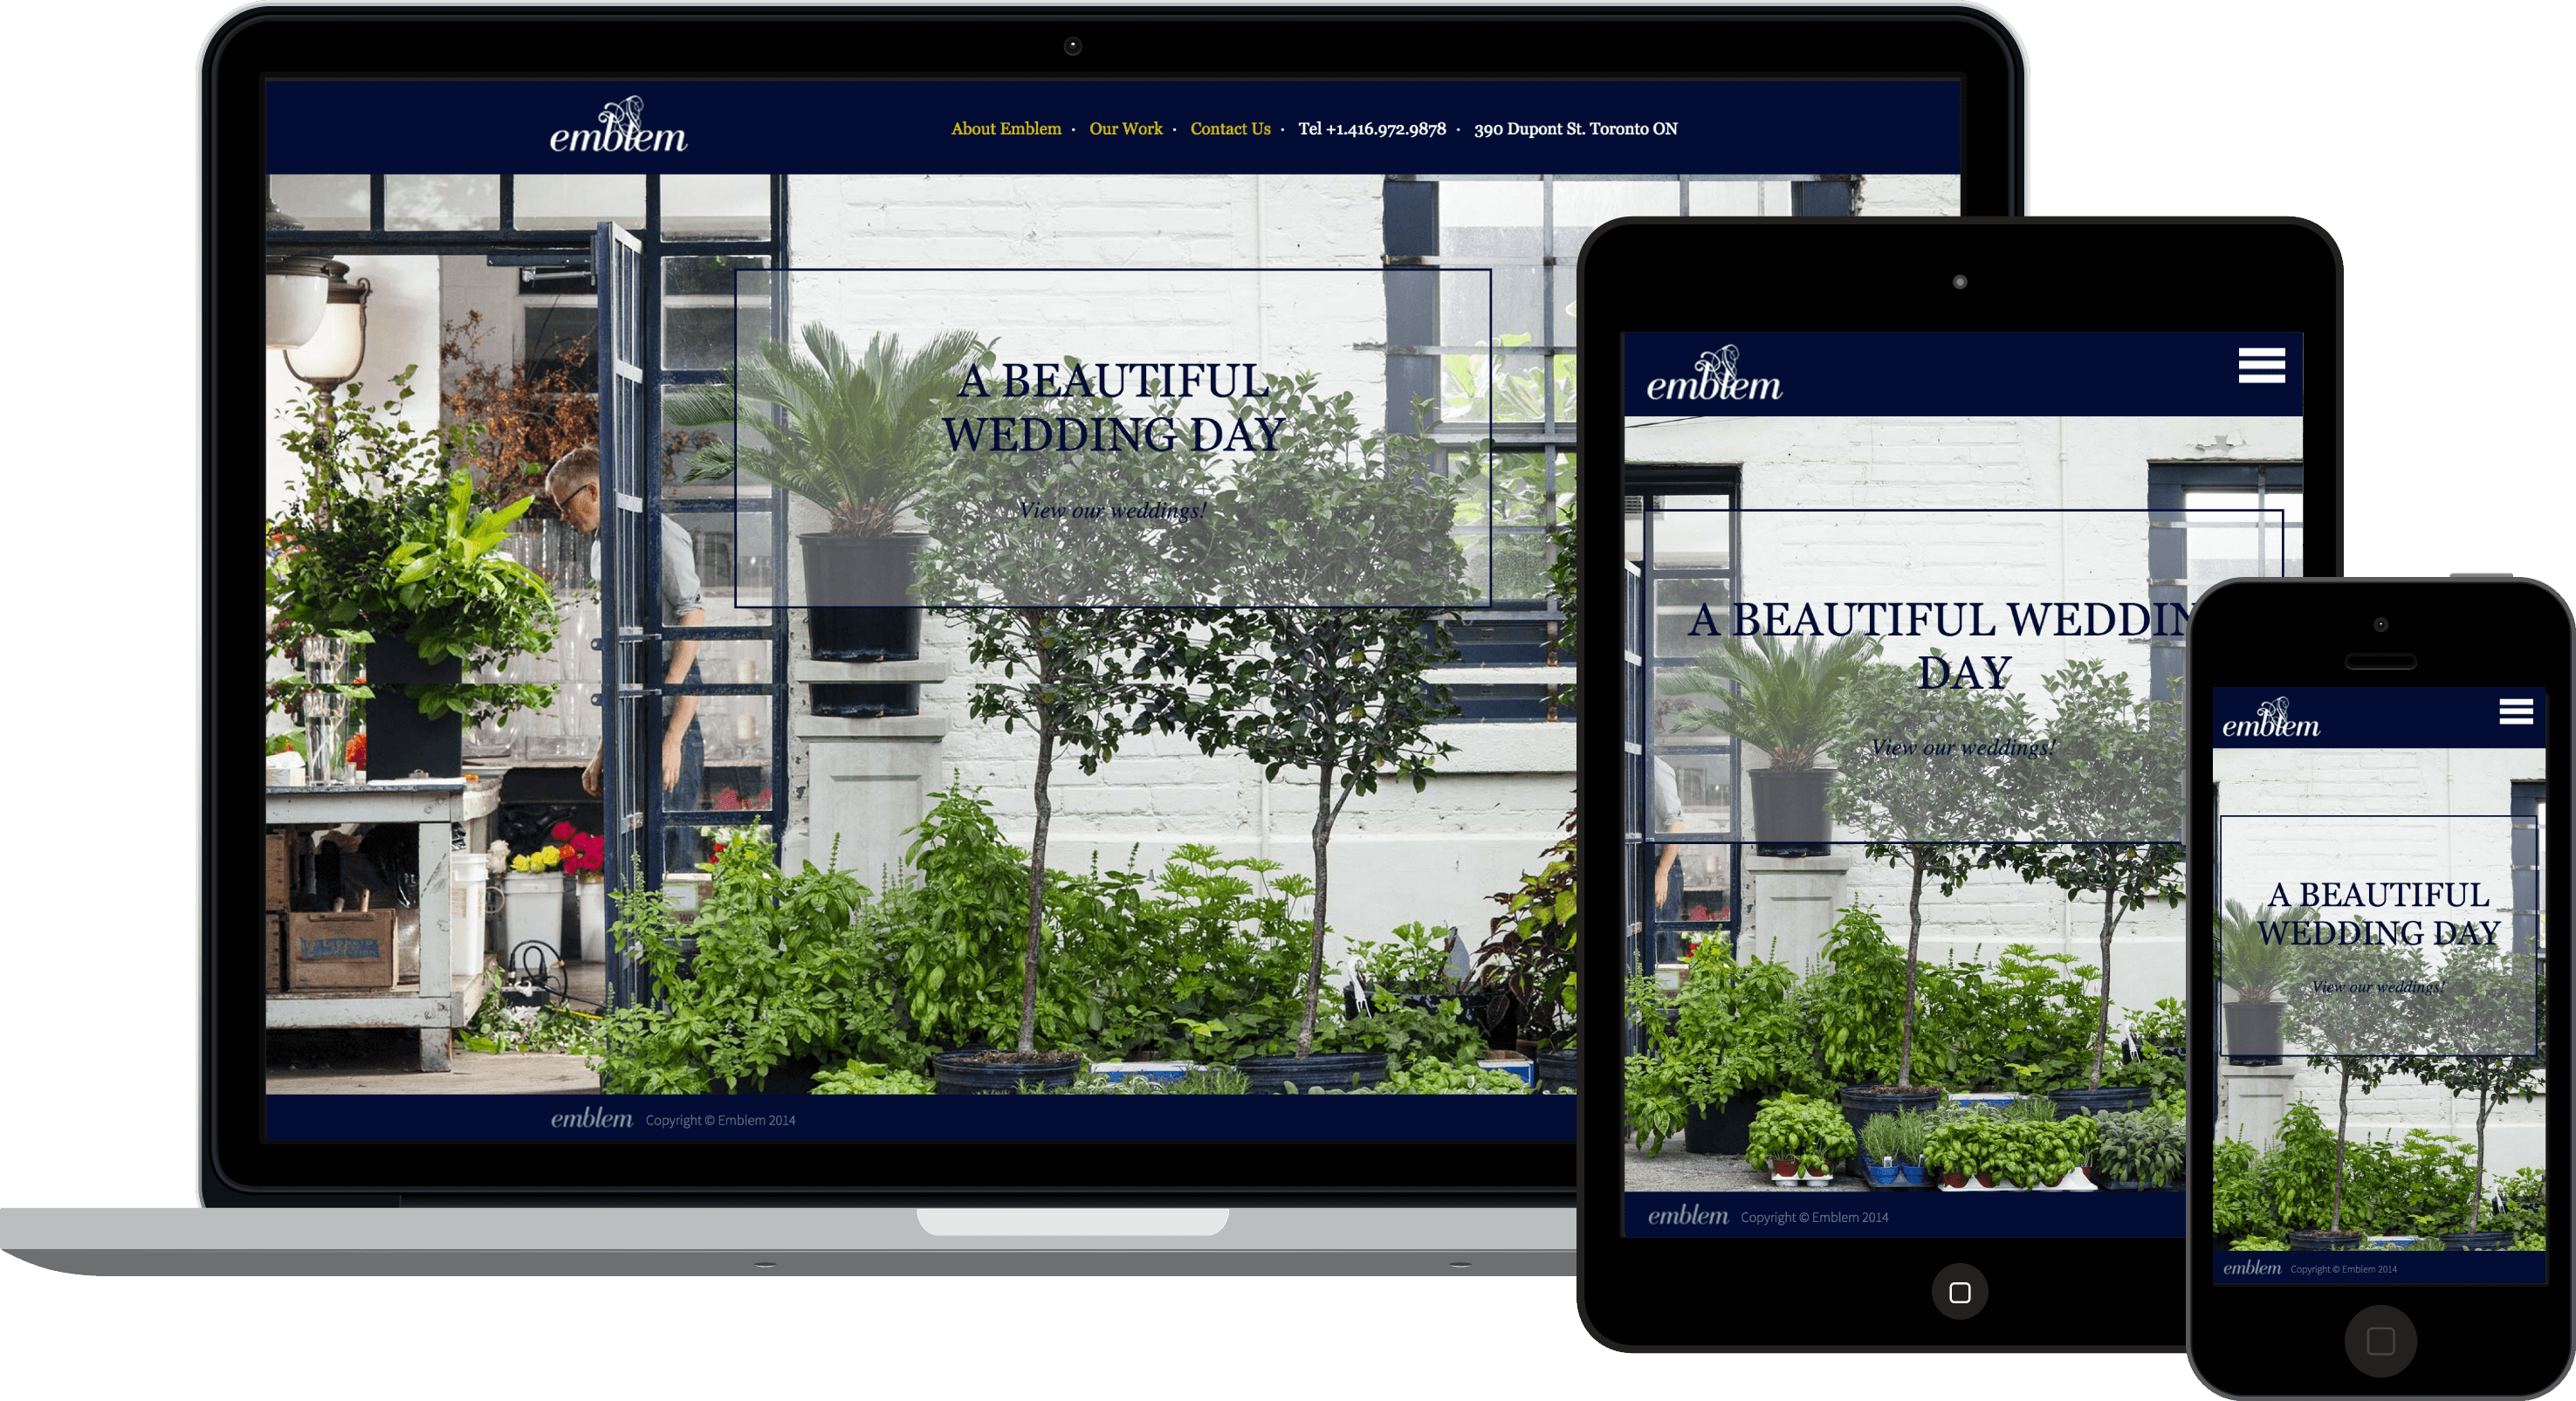 emblem
About Emblem · Our Work · Contact Us · Tel +1.416.972.9878 · 390 Dupont St. Toronto ON
A BEAUTIFUL
WEDDING DAY
View our weddings!
emblem Copyright © Emblem 2014
emblem
A BEAUTIFUL WEDDIN
DAY
View our weddings!
emblem Copyright © Emblem 2014
emblem
A BEAUTIFUL
WEDDING DAY
View our weddings!
emblem Copyright © Emblem 2014